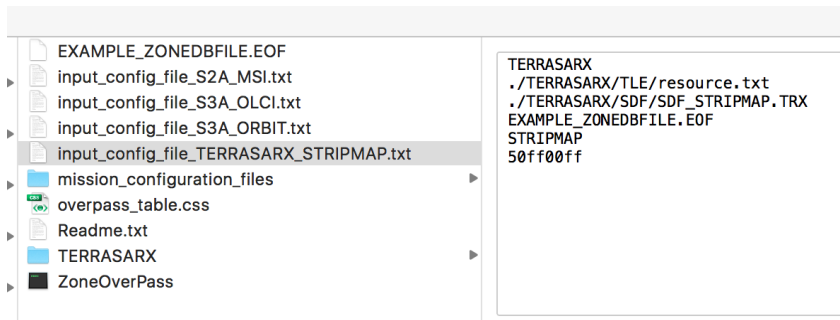 EXAMPLE_ZONEDBFILE.EOF
input_config_file_S2A_MSI.txt
input_config_file_S3A_OLCI.txt
input_config_file_S3A_ORBIT.txt
input_config_file_TERRASARX_STRIPMAP.txt
mission_configuration_files
overpass_table.css
Readme.txt
TERRASARX
ZoneOverPass
TERRASARX
./TERRASARX/TLE/resource.txt
./TERRASARX/SDF/SDF_STRIPMAP.TRX
EXAMPLE_ZONEDBFILE.EOF
STRIPMAP
50ff00ff